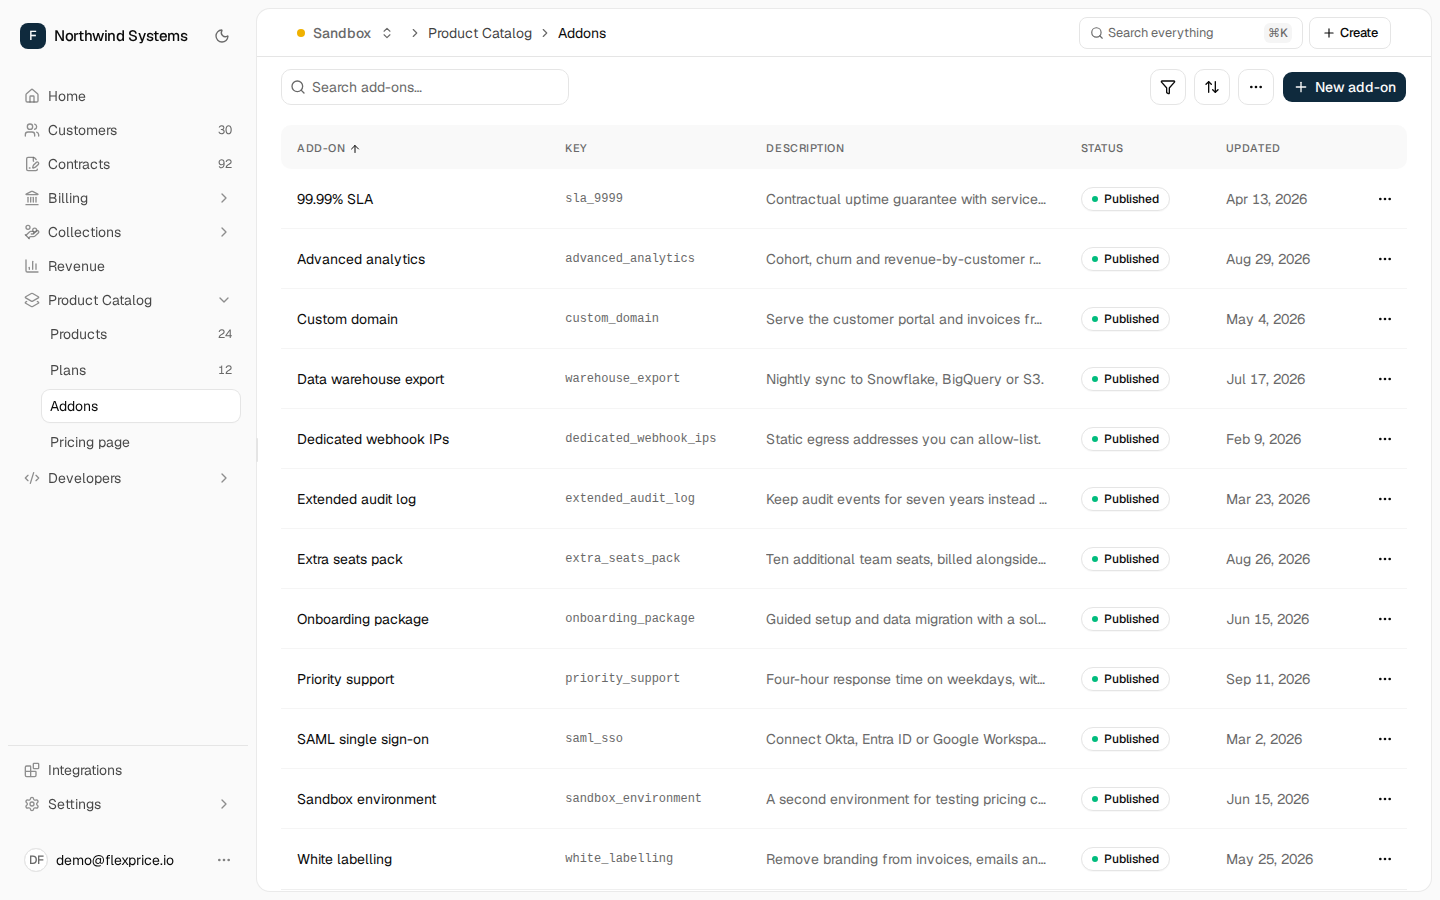 F Northwind Systems
Home
Customers 30
Contracts 92
Billing
Collections
Revenue
Product Catalog
Products 24
Plans 12
Addons
Pricing page
Developers
Integrations
Settings
DF demo@flexprice.io
Sandbox Product Catalog Addons
Search everything ⌘K
Create
Search add-ons...
New add-on
ADD-ON KEY DESCRIPTION STATUS UPDATED
99.99% SLA sla_9999 Contractual uptime guarantee with service... Published Apr 13, 2026
Advanced analytics advanced_analytics Cohort, churn and revenue-by-customer r... Published Aug 29, 2026
Custom domain custom_domain Serve the customer portal and invoices fr... Published May 4, 2026
Data warehouse export warehouse_export Nightly sync to Snowflake, BigQuery or S3. Published Jul 17, 2026
Dedicated webhook IPs dedicated_webhook_ips Static egress addresses you can allow-list. Published Feb 9, 2026
Extended audit log extended_audit_log Keep audit events for seven years instead ... Published Mar 23, 2026
Extra seats pack extra_seats_pack Ten additional team seats, billed alongside... Published Aug 26, 2026
Onboarding package onboarding_package Guided setup and data migration with a sol... Published Jun 15, 2026
Priority support priority_support Four-hour response time on weekdays, wit... Published Sep 11, 2026
SAML single sign-on saml_sso Connect Okta, Entra ID or Google Workspa... Published Mar 2, 2026
Sandbox environment sandbox_environment A second environment for testing pricing c... Published Jun 15, 2026
White labelling white_labelling Remove branding from invoices, emails an... Published May 25, 2026